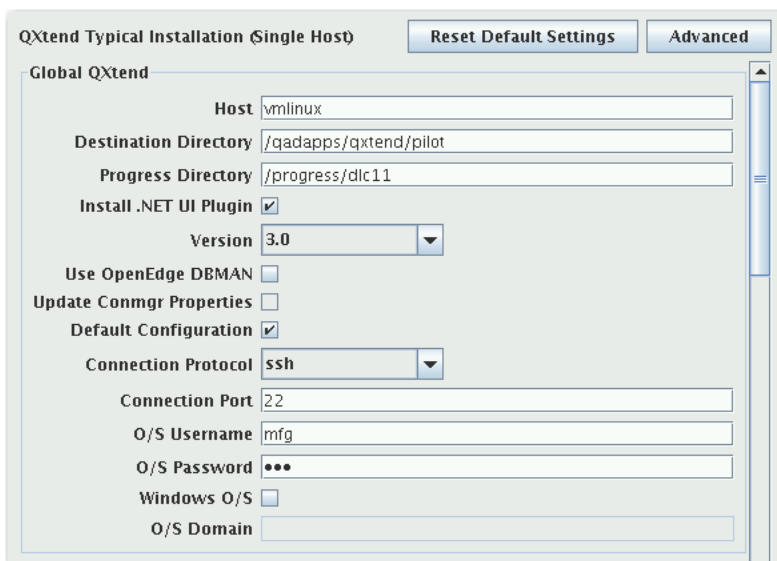 QXtend Typical Installation (Single Host) Reset Default Settings Advanced
Global QXtend
Host vmlinux
Destination Directory /qadapps/qxtend/pilot
Progress Directory /progress/dlc11
Install .NET UI Plugin
Version 3.0
Use OpenEdge DBMAN
Update Conmgr Properties
Default Configuration
Connection Protocol ssh
Connection Port 22
O/S Username mfg
O/S Password •••
Windows O/S
O/S Domain